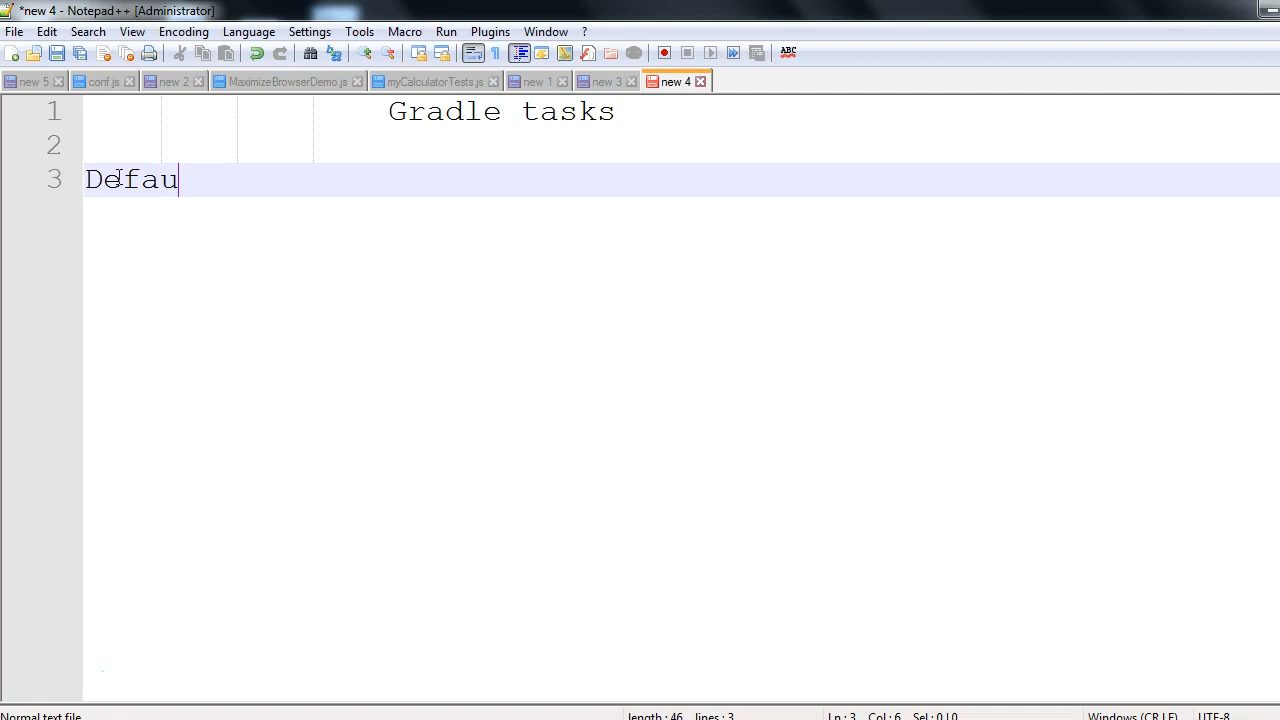 *new 4 - Notepad++ [Administrator]
File Edit Search View Encoding Language Settings Tools Macro Run Plugins Window ?
ABC
new 5 conf.js new 2 MaximizeBrowserDemo.js myCalculatorTests.js new 1 new 3 new 4
1 Gradle tasks
2
3 Defau
Normal text file length : 46 lines : 3 Ln : 3 Col : 6 Sel : 0 | 0 Windows (CR LF) UTF-8